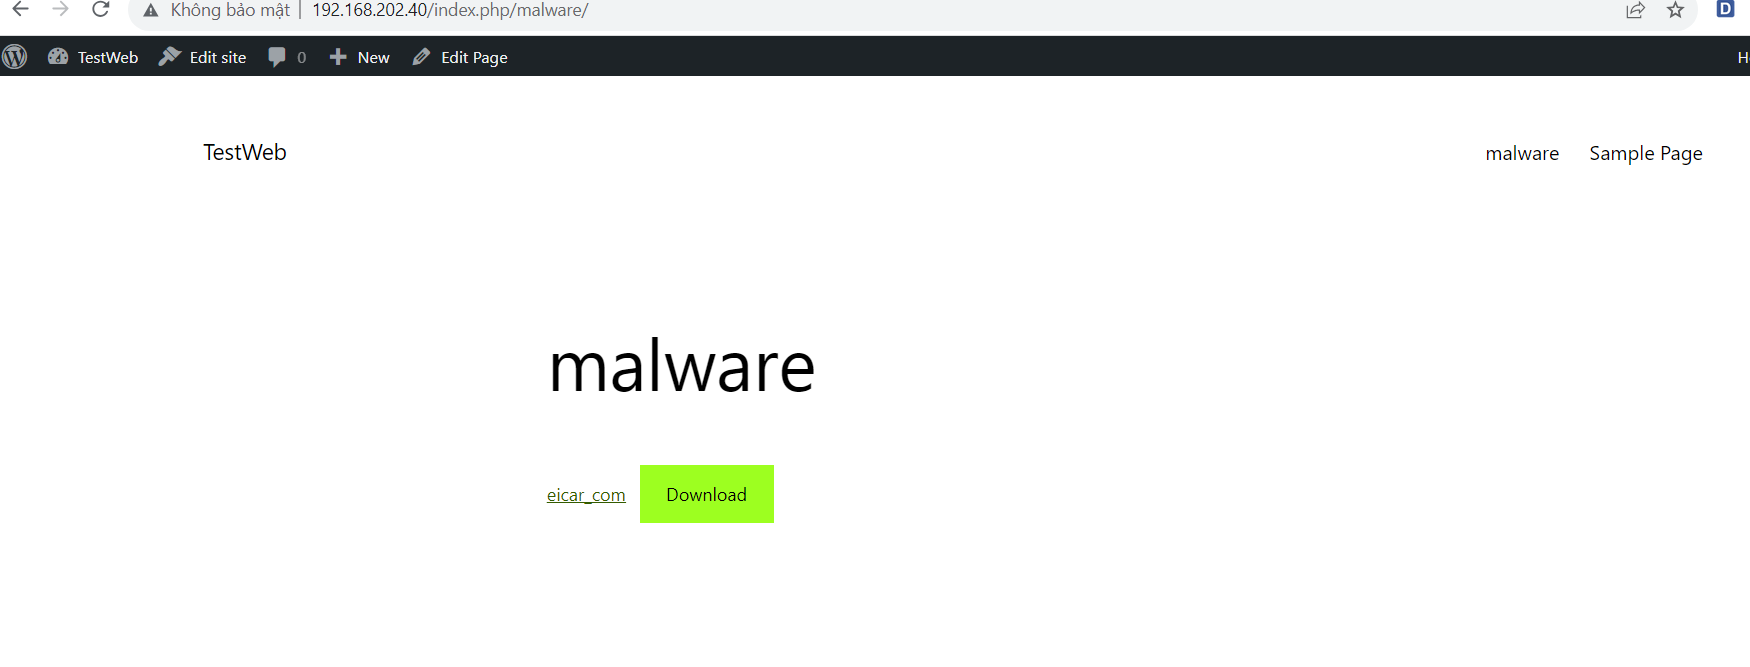 Không bảo mật | 192.168.202.40/index.php/malware/
D
TestWeb Edit site 0 New Edit Page
TestWeb malware Sample Page
malware
eicar_com Download